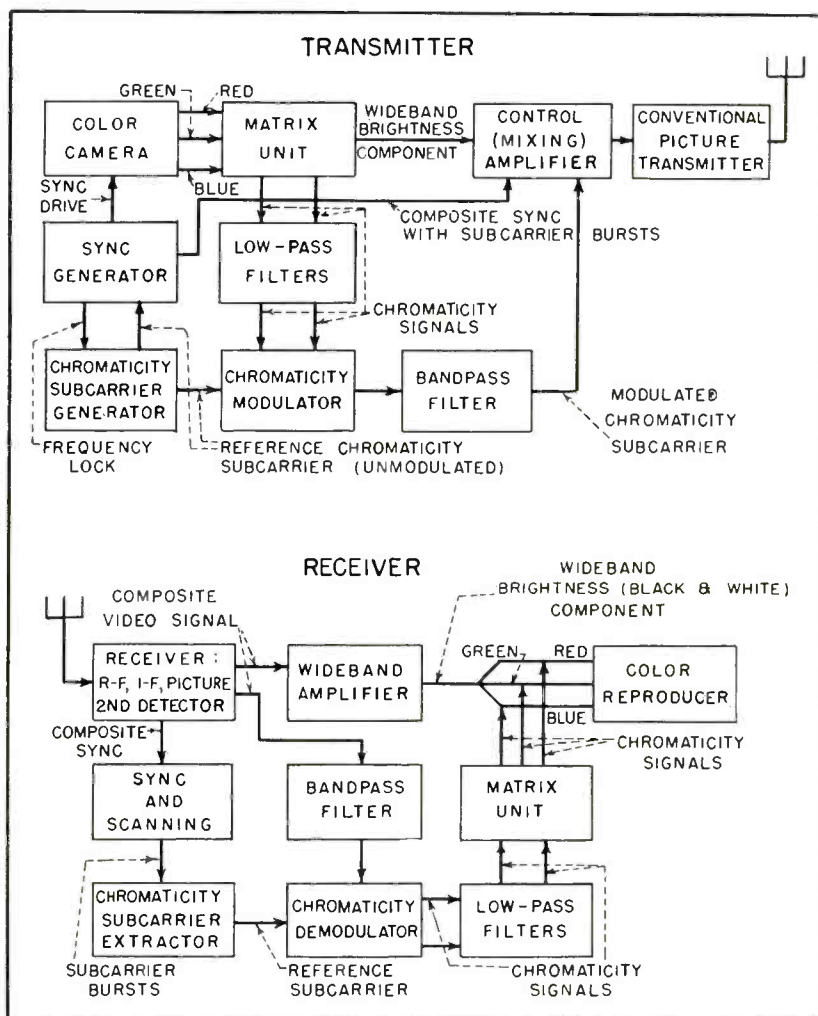 TRANSMITTER
GREEN
RED
COLOR
CAMERA
MATRIX
UNIT
WIDEBAND
BRIGHTNESS
COMPONENT
CONTROL
(MIXING)
AMPLIFIER
CONVENTIONAL
PICTURE
TRANSMITTER
BLUE
SYNC
DRIVE
COMPOSITE SYNC
WITH SUBCARRIER BURSTS
SYNC
GENERATOR
LOW-PASS
FILTERS
CHROMATICITY
SIGNALS
CHROMATICITY
SUBCARRIER
GENERATOR
CHROMATICITY
MODULATOR
BANDPASS
FILTER
MODULATED
CHROMATICITY
SUBCARRIER
FREQUENCY
LOCK
REFERENCE CHROMATICITY
SUBCARRIER (UNMODULATED)
RECEIVER
COMPOSITE
VIDEO SIGNAL
WIDEBAND
BRIGHTNESS (BLACK & WHITE)
COMPONENT
RECEIVER:
R-F, I-F, PICTURE
2ND DETECTOR
WIDEBAND
AMPLIFIER
GREEN
RED
BLUE
COLOR
REPRODUCER
COMPOSITE
SYNC
CHROMATICITY
SIGNALS
SYNC
AND
SCANNING
BANDPASS
FILTER
MATRIX
UNIT
CHROMATICITY
SUBCARRIER
EXTRACTOR
CHROMATICITY
DEMODULATOR
LOW-PASS
FILTERS
SUBCARRIER
BURSTS
REFERENCE
SUBCARRIER
CHROMATICITY
SIGNALS